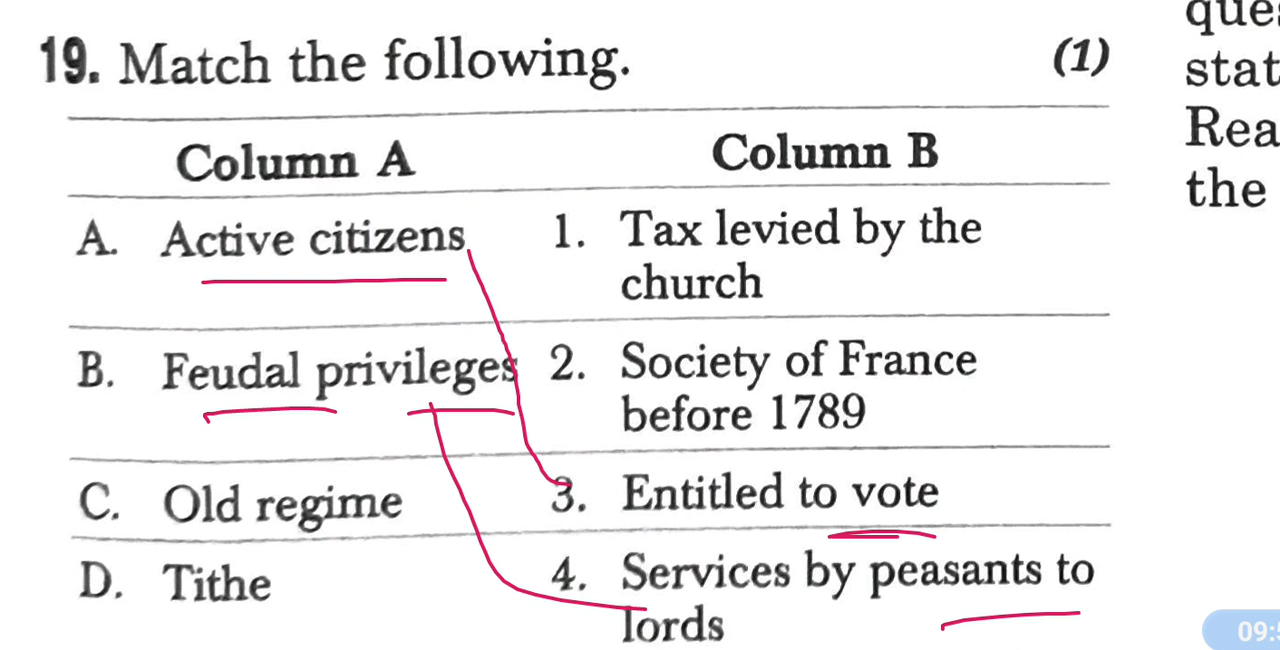 19. Match the following. (1)
Column A Column B
A. Active citizens 1. Tax levied by the
church
B. Feudal privileges 2. Society of France
before 1789
C. Old regime 3. Entitled to vote
D. Tithe 4. Services by peasants to
lords
stat
Rea
the